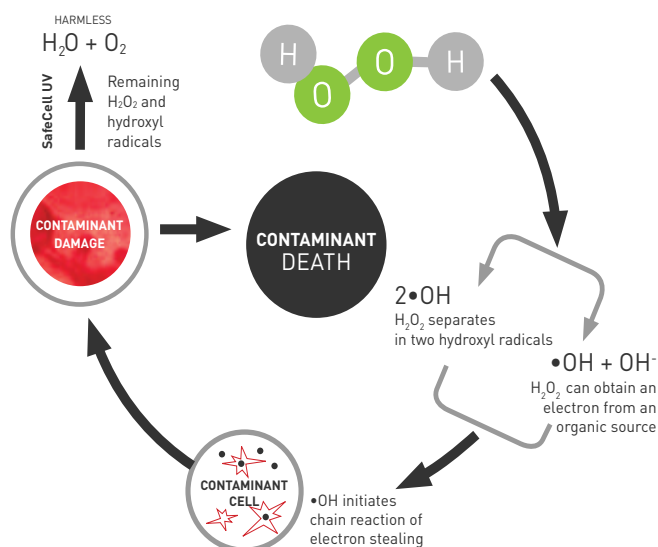 HARMLESS
H₂O + O₂
SafeCell UV
Remaining
H₂O₂ and
hydroxyl
radicals
H
O
O
H
CONTAMINANT
DAMAGE
CONTAMINANT
DEATH
2•OH
H₂O₂ separates
in two hydroxyl radicals
•OH + OH⁻
H₂O₂ can obtain an
electron from an
organic source
CONTAMINANT
CELL
•OH initiates
chain reaction of
electron stealing